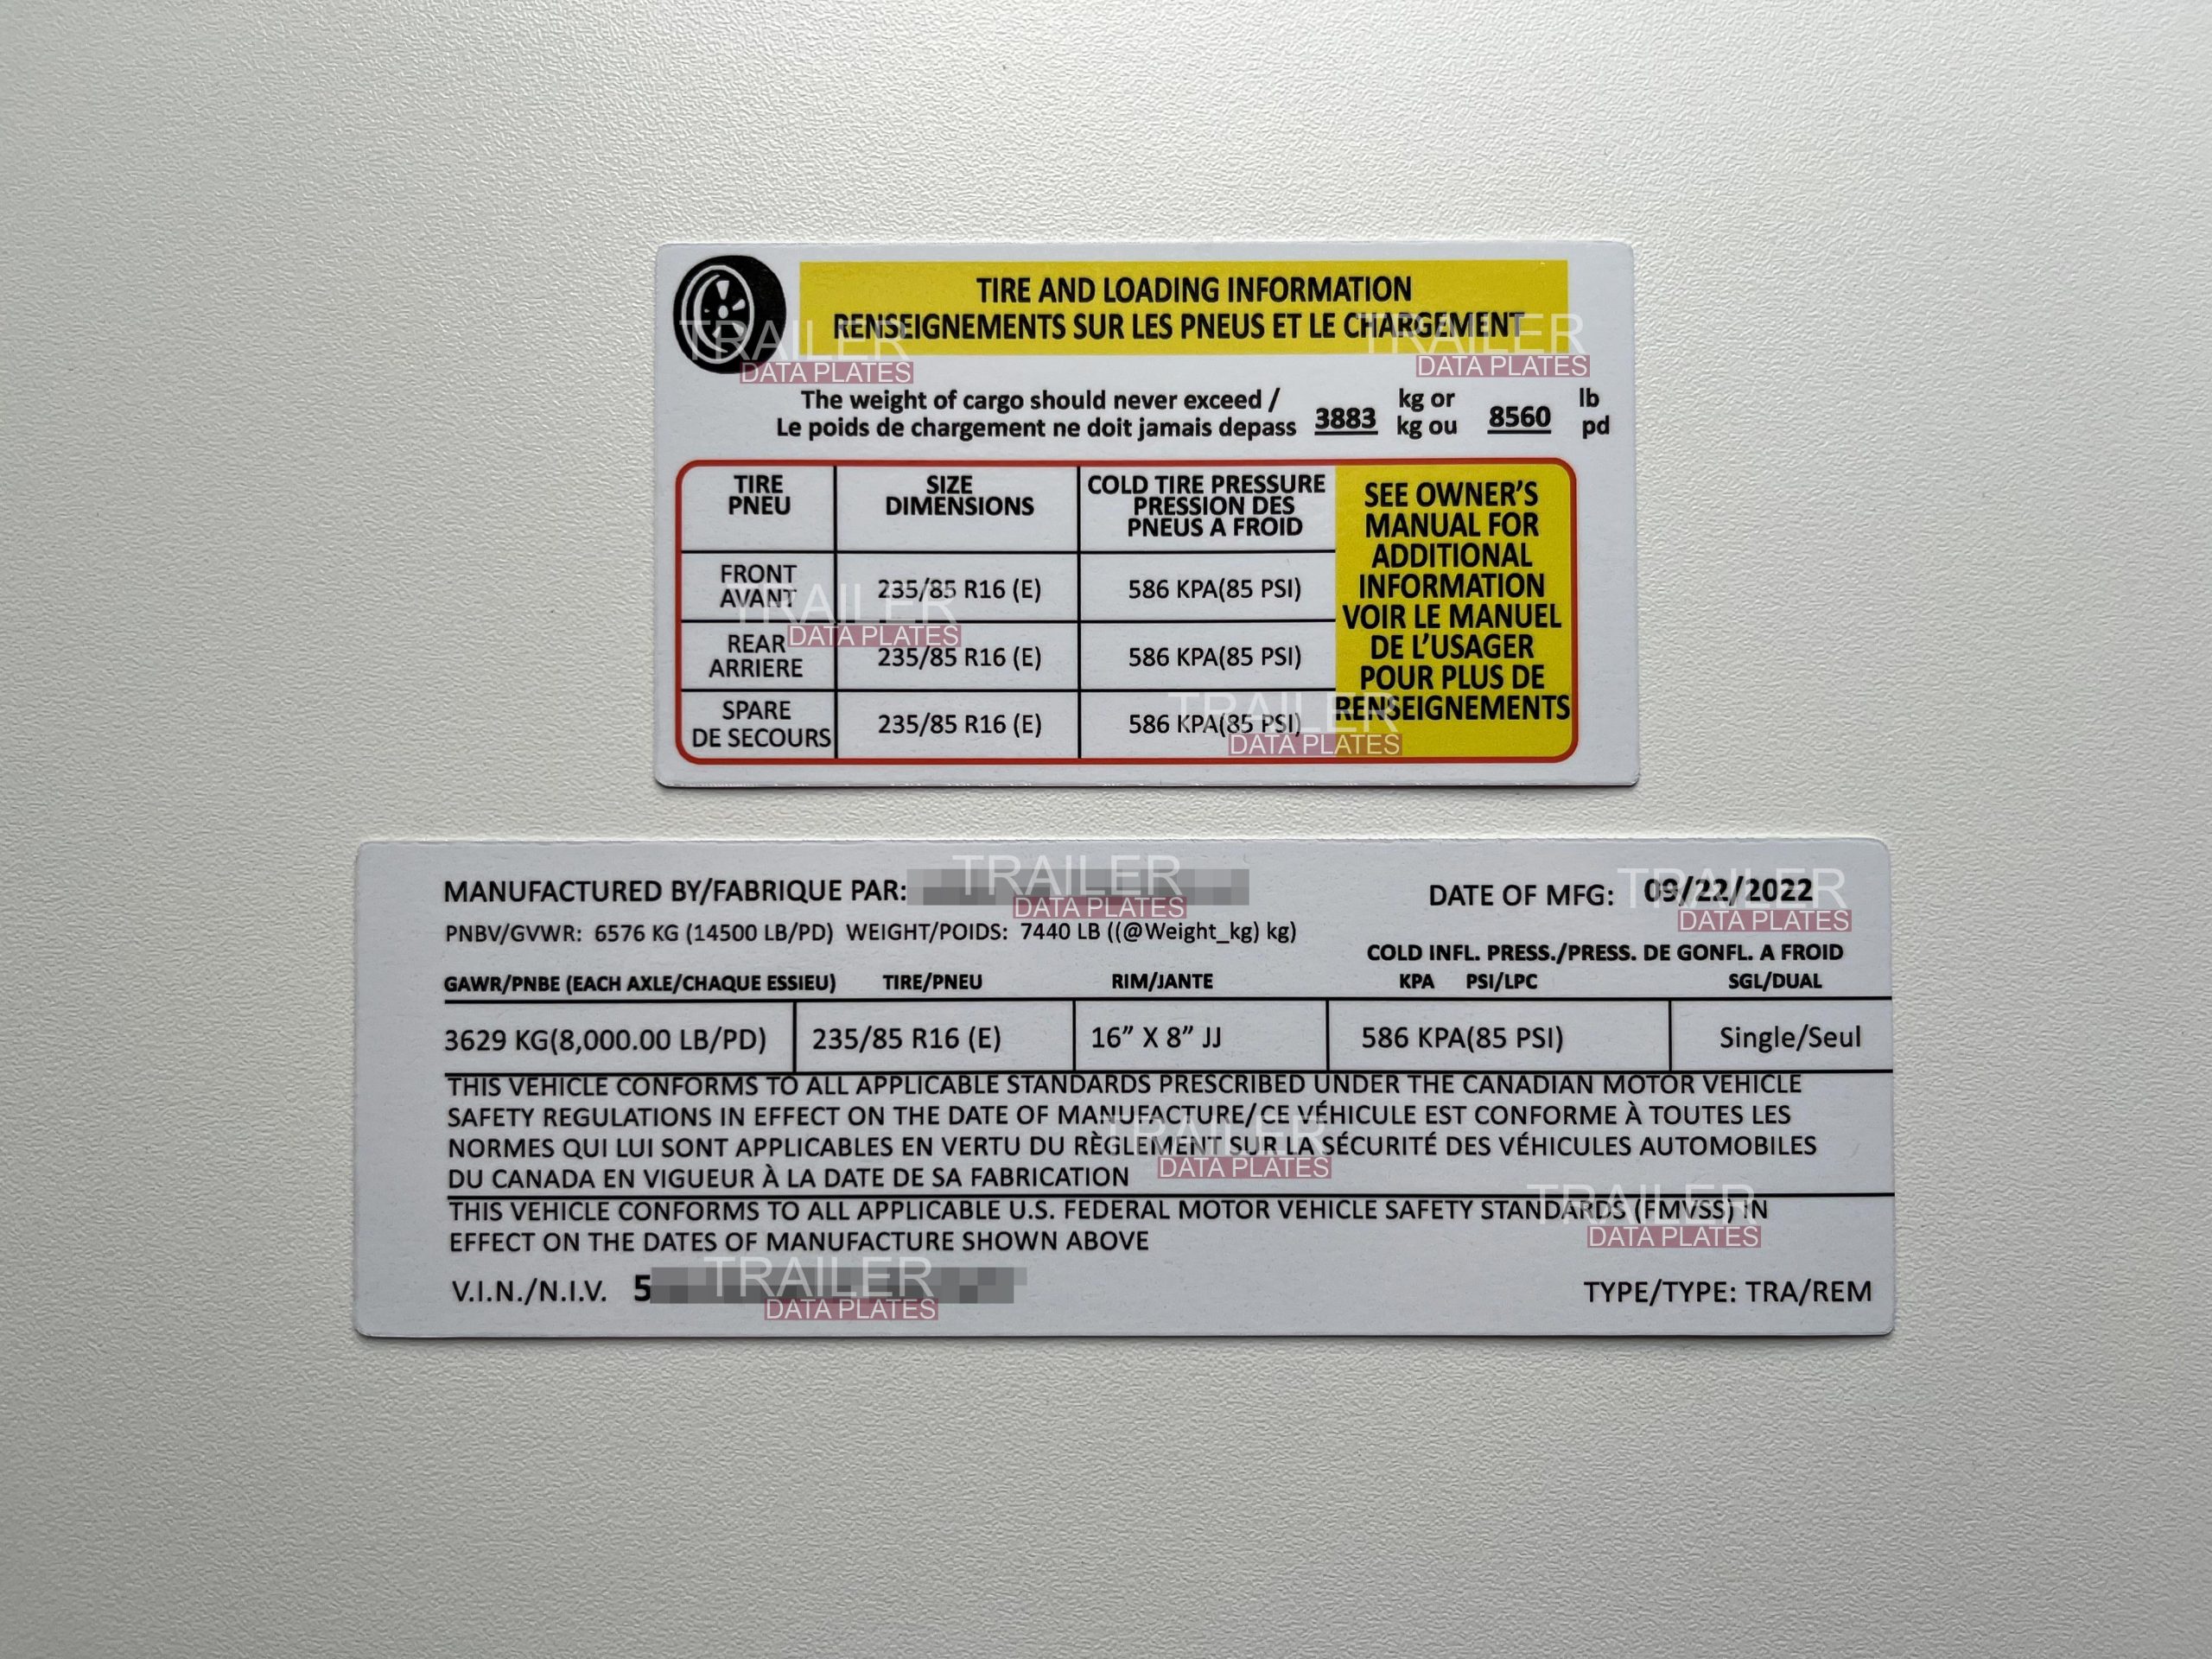 TIRE AND LOADING INFORMATION
RENSEIGNEMENTS SUR LES PNEUS ET LE CHARGEMENT
The weight of cargo should never exceed / kg or lb
Le poids de chargement ne doit jamais depass 3883 kg ou 8560 pd
TIRE SIZE COLD TIRE PRESSURE
PNEU DIMENSIONS PRESSION DES
PNEUS A FROID
FRONT
AVANT 235/85 R16 (E) 586 KPA(85 PSI)
REAR
ARRIERE 235/85 R16 (E) 586 KPA(85 PSI)
SPARE
DE SECOURS 235/85 R16 (E) 586 KPA(85 PSI)
SEE OWNER'S
MANUAL FOR
ADDITIONAL
INFORMATION
VOIR LE MANUEL
DE L'USAGER
POUR PLUS DE
RENSEIGNEMENTS
MANUFACTURED BY/FABRIQUE PAR: DATE OF MFG: 09/22/2022
PNBV/GVWR: 6576 KG (14500 LB/PD) WEIGHT/POIDS: 7440 LB ((@Weight_kg) kg)
COLD INFL. PRESS./PRESS. DE GONFL. A FROID
GAWR/PNBE (EACH AXLE/CHAQUE ESSIEU) TIRE/PNEU RIM/JANTE KPA PSI/LPC SGL/DUAL
3629 KG(8,000.00 LB/PD) 235/85 R16 (E) 16” X 8” JJ 586 KPA(85 PSI) Single/Seul
THIS VEHICLE CONFORMS TO ALL APPLICABLE STANDARDS PRESCRIBED UNDER THE CANADIAN MOTOR VEHICLE
SAFETY REGULATIONS IN EFFECT ON THE DATE OF MANUFACTURE/CE VÉHICULE EST CONFORME À TOUTES LES
NORMES QUI LUI SONT APPLICABLES EN VERTU DU RÈGLEMENT SUR LA SÉCURITÉ DES VÉHICULES AUTOMOBILES
DU CANADA EN VIGUEUR À LA DATE DE SA FABRICATION
THIS VEHICLE CONFORMS TO ALL APPLICABLE U.S. FEDERAL MOTOR VEHICLE SAFETY STANDARDS (FMVSS) IN
EFFECT ON THE DATES OF MANUFACTURE SHOWN ABOVE
V.I.N./N.I.V. 5 TYPE/TYPE: TRA/REM
TRAILER
DATA PLATES
TRAILER
DATA PLATES
TRAILER
DATA PLATES
TRAILER
DATA PLATES
TRAILER
DATA PLATES
TRAILER
DATA PLATES
TRAILER
DATA PLATES
TRAILER
DATA PLATES
TRAILER
DATA PLATES